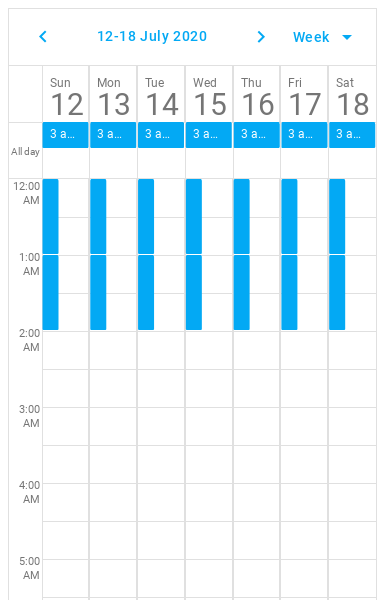 12-18 July 2020 Week
Sun Mon Tue Wed Thu Fri Sat
12 13 14 15 16 17 18
3 a... 3 a... 3 a... 3 a... 3 a... 3 a... 3 a...
All day
12:00
AM
1:00
AM
2:00
AM
3:00
AM
4:00
AM
5:00
AM